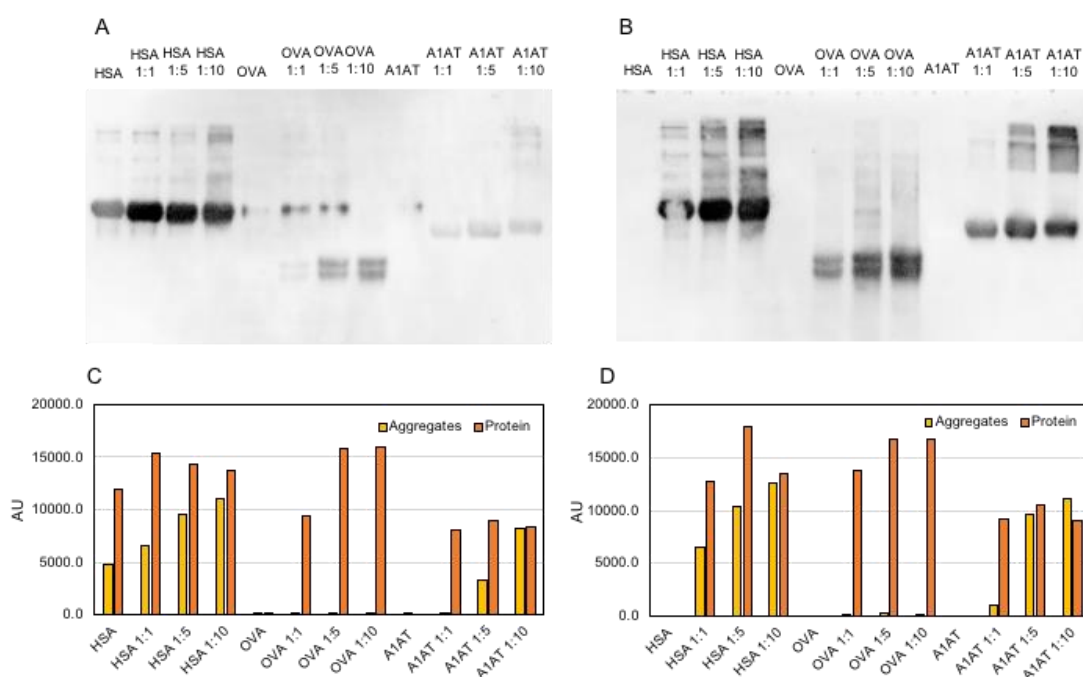 A
HSA
HSA 1:1
HSA 1:5
HSA 1:10
OVA
OVA 1:1
OVA 1:5
OVA 1:10
A1AT
A1AT 1:1
A1AT 1:5
A1AT 1:10
B
HSA
HSA 1:1
HSA 1:5
HSA 1:10
OVA
OVA 1:1
OVA 1:5
OVA 1:10
A1AT
A1AT 1:1
A1AT 1:5
A1AT 1:10
C
Aggregates Protein
AU
20000.0
15000.0
10000.0
5000.0
0.0
HSA
HSA 1:1
HSA 1:5
HSA 1:10
OVA
OVA 1:1
OVA 1:5
OVA 1:10
A1AT
A1AT 1:1
A1AT 1:5
A1AT 1:10
D
Aggregates Protein
AU
20000.0
15000.0
10000.0
5000.0
0.0
HSA
HSA 1:1
HSA 1:5
HSA 1:10
OVA
OVA 1:1
OVA 1:5
OVA 1:10
A1AT
A1AT 1:1
A1AT 1:5
A1AT 1:10